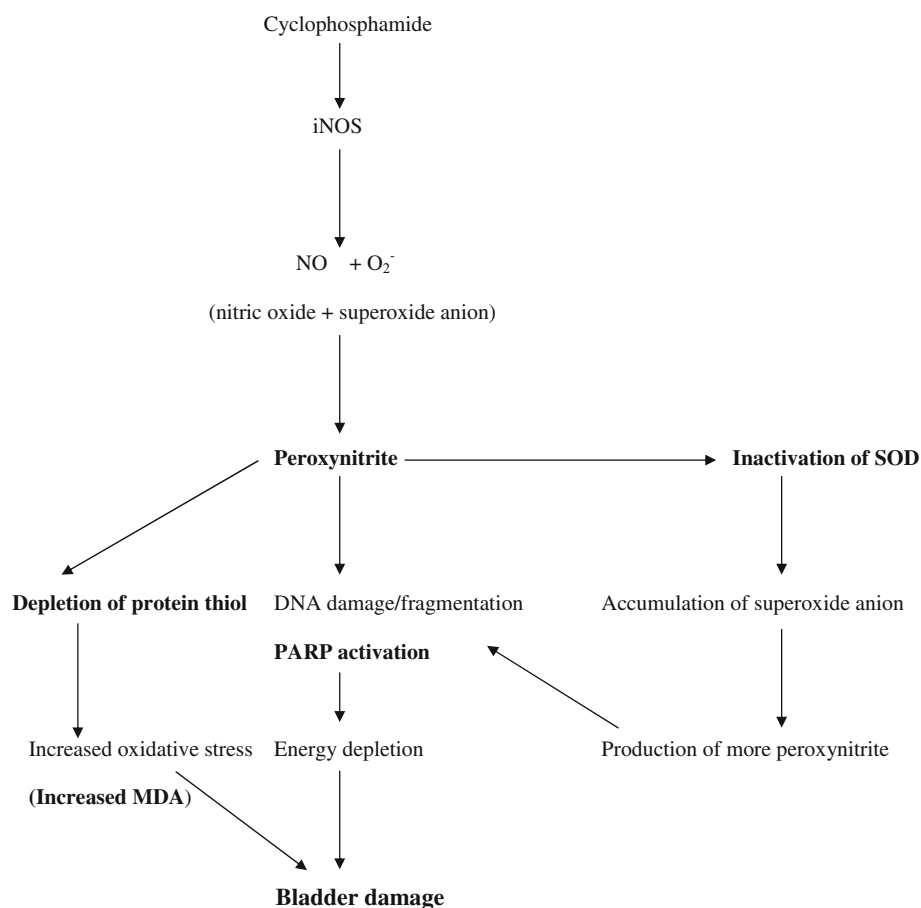 Cyclophosphamide
iNOS
NO + O₂⁻
(nitric oxide + superoxide anion)
Peroxynitrite Inactivation of SOD
Depletion of protein thiol DNA damage/fragmentation Accumulation of superoxide anion
PARP activation
Increased oxidative stress Energy depletion Production of more peroxynitrite
(Increased MDA)
Bladder damage